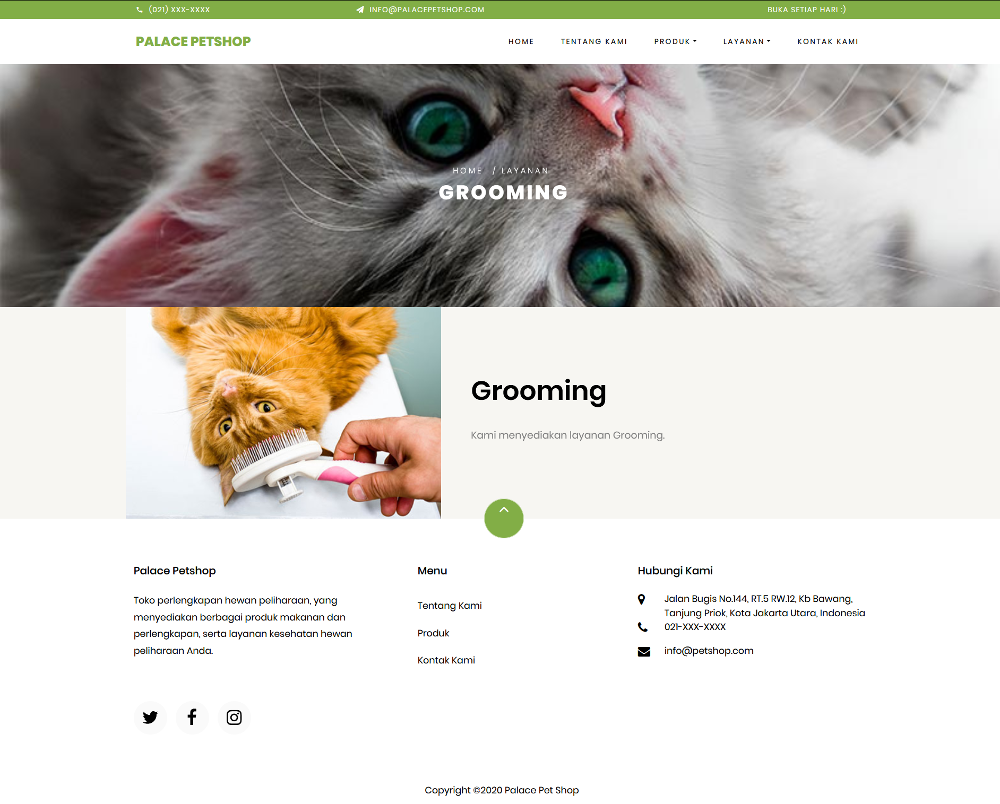 (021) XXX-XXXX
INFO@PALACEPETSHOP.COM
BUKA SETIAP HARI :)
PALACE PETSHOP
HOME
TENTANG KAMI
PRODUK
LAYANAN
KONTAK KAMI
HOME / LAYANAN
GROOMING
Grooming
Kami menyediakan layanan Grooming.
Palace Petshop
Toko perlengkapan hewan peliharaan, yang
menyediakan berbagai produk makanan dan
perlengkapan, serta layanan kesehatan hewan
peliharaan Anda.
Menu
Tentang Kami
Produk
Kontak Kami
Hubungi Kami
Jalan Bugis No.144, RT.5 RW.12, Kb Bawang,
Tanjung Priok, Kota Jakarta Utara, Indonesia
021-XXX-XXXX
info@petshop.com
Copyright ©2020 Palace Pet Shop